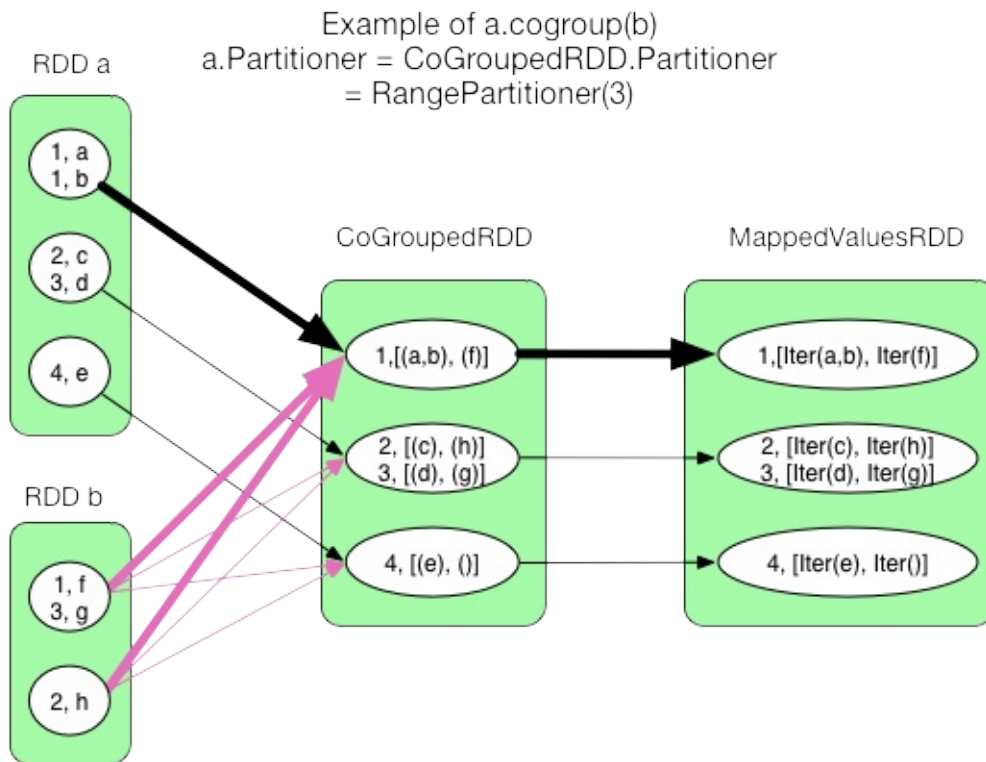 Example of a.cogroup(b)
a.Partitioner = CoGroupedRDD.Partitioner
= RangePartitioner(3)
RDD a
1, a
1, b
2, c
3, d
4, e
RDD b
1, f
3, g
2, h
CoGroupedRDD
1,[(a,b), (f)]
2, [(c), (h)]
3, [(d), (g)]
4, [(e), ()]
MappedValuesRDD
1,[Iter(a,b), Iter(f)]
2, [Iter(c), Iter(h)]
3, [Iter(d), Iter(g)]
4, [Iter(e), Iter()]